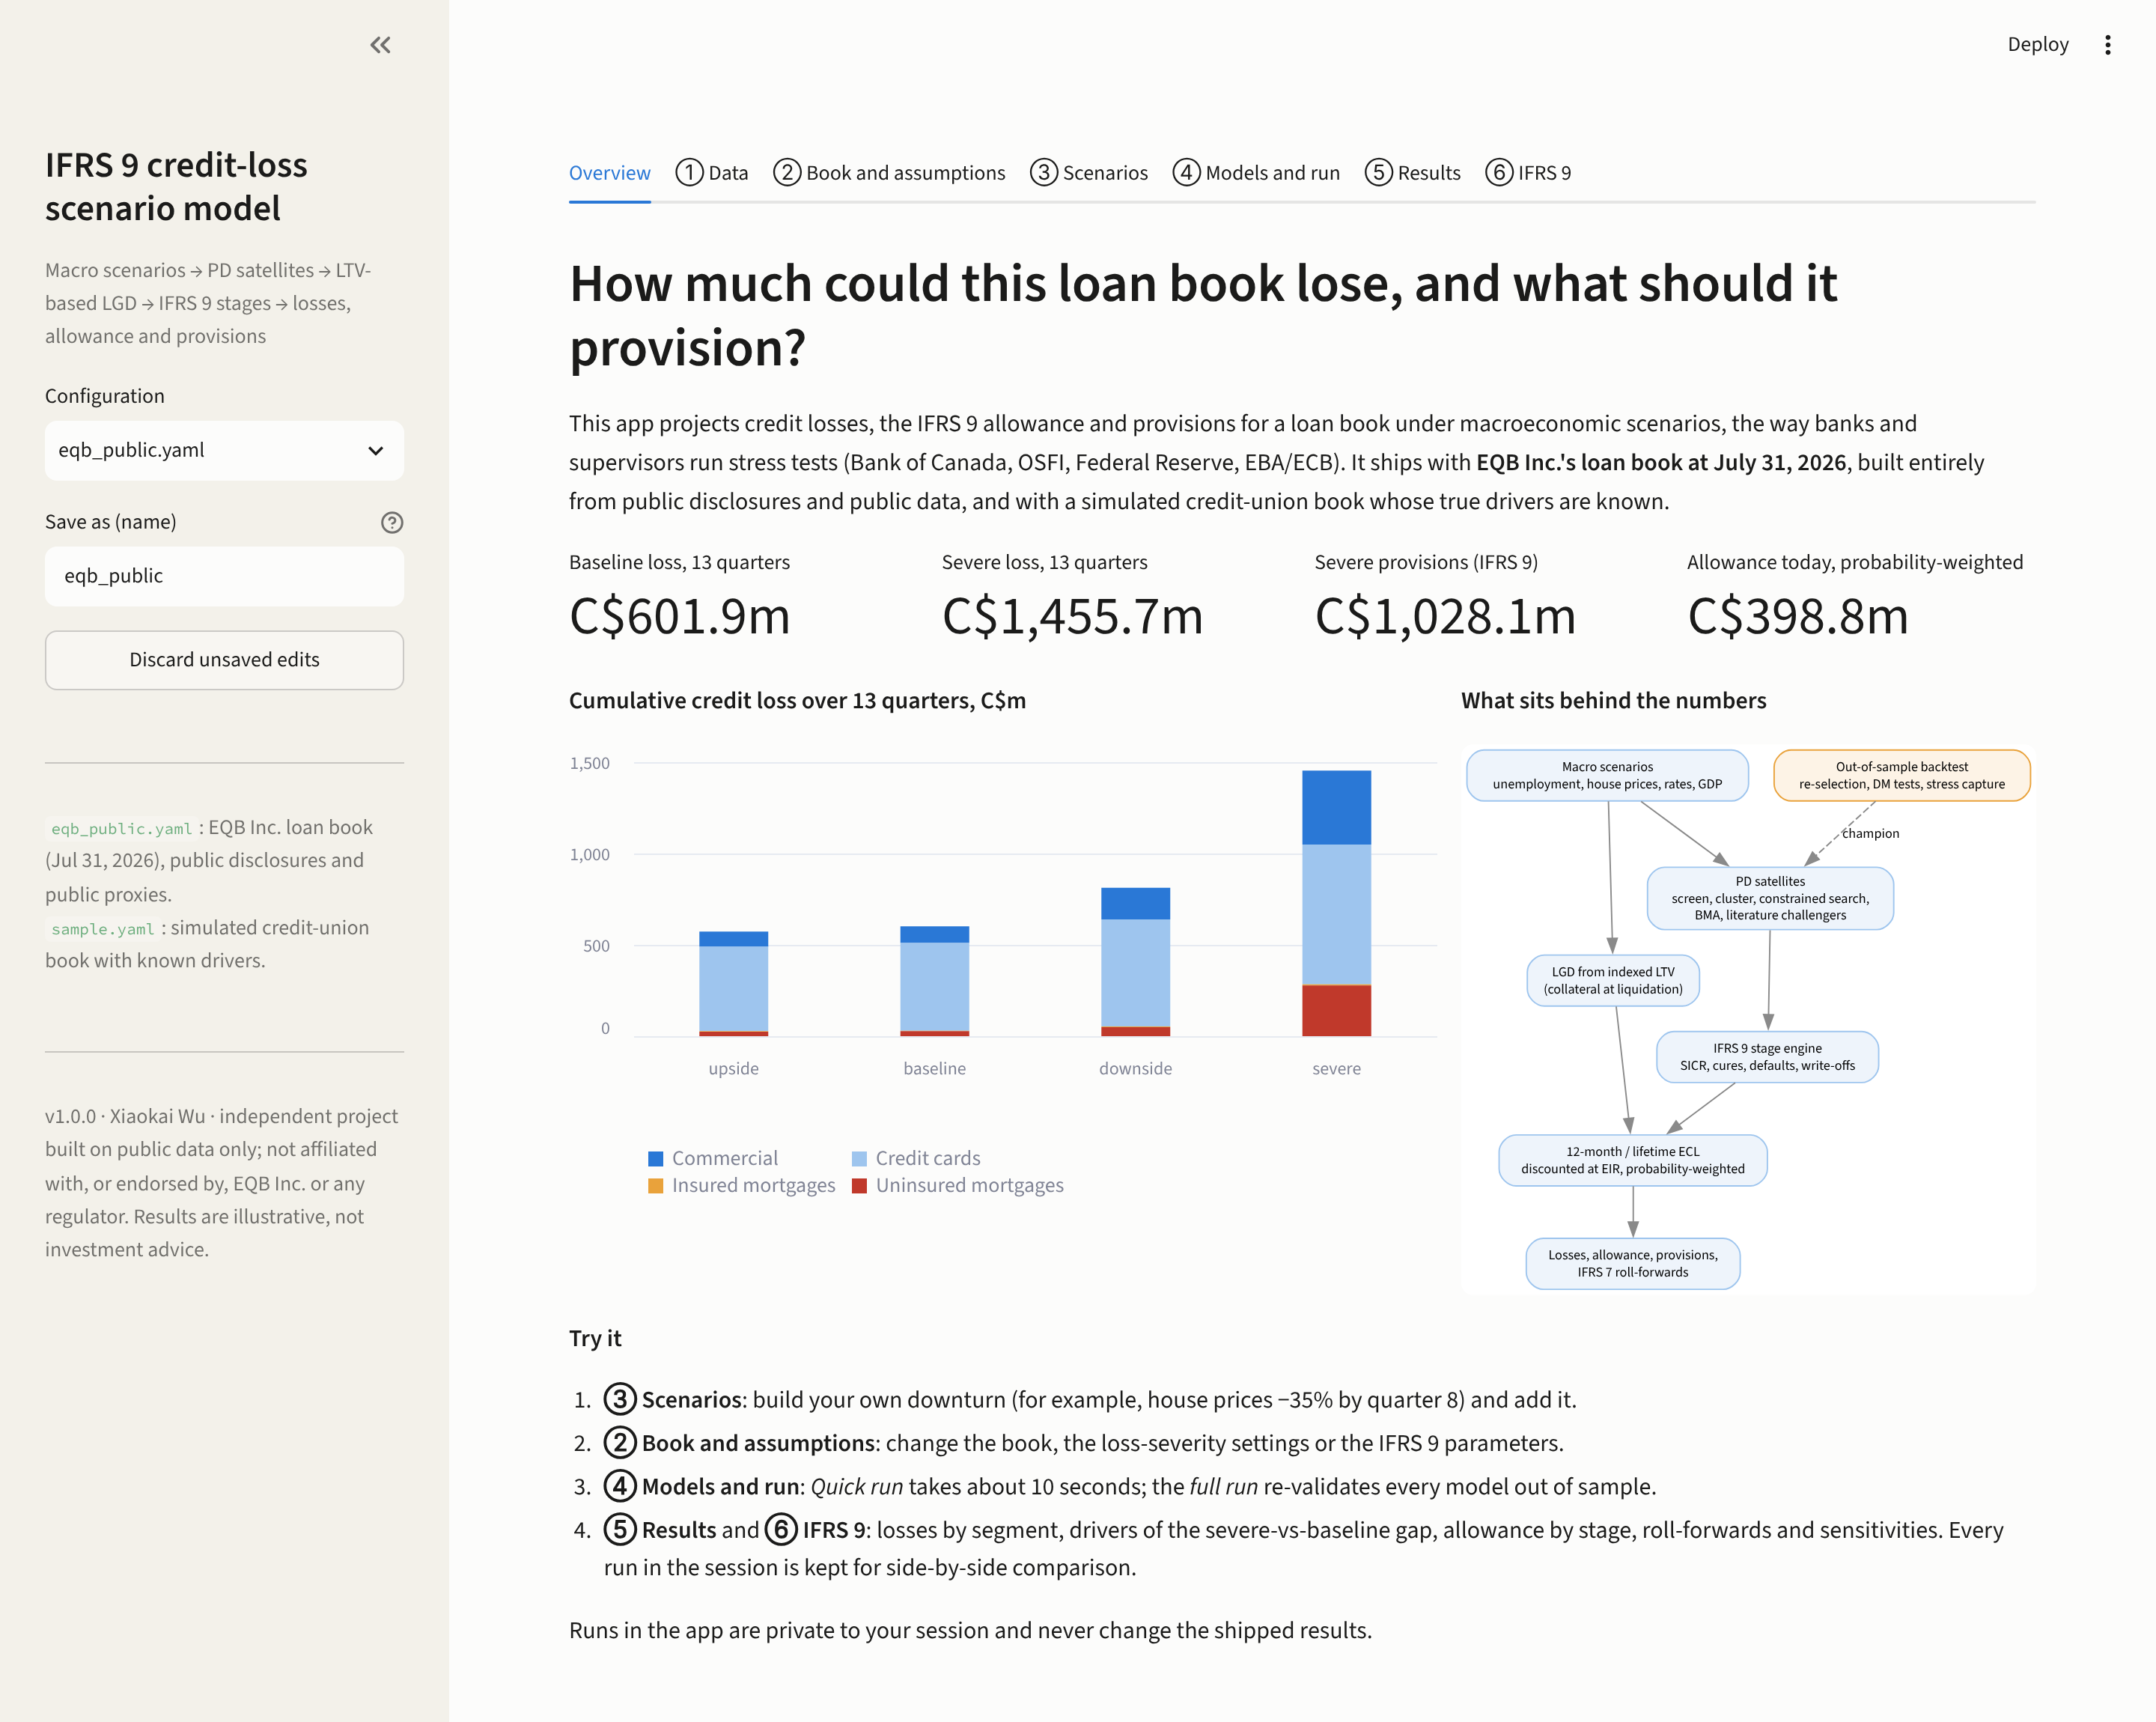 Deploy
IFRS 9 credit-loss
scenario model
Macro scenarios → PD satellites → LTV-
based LGD → IFRS 9 stages → losses,
allowance and provisions
Configuration
eqb_public.yaml
Save as (name)
eqb_public
Discard unsaved edits
eqb_public.yaml : EQB Inc. loan book
(Jul 31, 2026), public disclosures and
public proxies.
sample.yaml : simulated credit-union
book with known drivers.
v1.0.0 · Xiaokai Wu · independent project
built on public data only; not affiliated
with, or endorsed by, EQB Inc. or any
regulator. Results are illustrative, not
investment advice.
Overview ① Data ② Book and assumptions ③ Scenarios ④ Models and run ⑤ Results ⑥ IFRS 9
How much could this loan book lose, and what should it
provision?
This app projects credit losses, the IFRS 9 allowance and provisions for a loan book under macroeconomic scenarios, the way banks and
supervisors run stress tests (Bank of Canada, OSFI, Federal Reserve, EBA/ECB). It ships with EQB Inc.'s loan book at July 31, 2026, built entirely
from public disclosures and public data, and with a simulated credit-union book whose true drivers are known.
Baseline loss, 13 quarters
C$601.9m
Severe loss, 13 quarters
C$1,455.7m
Severe provisions (IFRS 9)
C$1,028.1m
Allowance today, probability-weighted
C$398.8m
Cumulative credit loss over 13 quarters, C$m
1,500
1,000
500
0
upside baseline downside severe
Commercial Credit cards
Insured mortgages Uninsured mortgages
What sits behind the numbers
Macro scenarios
unemployment, house prices, rates, GDP
Out-of-sample backtest
re-selection, DM tests, stress capture
champion
PD satellites
screen, cluster, constrained search,
BMA, literature challengers
LGD from indexed LTV
(collateral at liquidation)
IFRS 9 stage engine
SICR, cures, defaults, write-offs
12-month / lifetime ECL
discounted at EIR, probability-weighted
Losses, allowance, provisions,
IFRS 7 roll-forwards
Try it
1. ③ Scenarios: build your own downturn (for example, house prices −35% by quarter 8) and add it.
2. ② Book and assumptions: change the book, the loss-severity settings or the IFRS 9 parameters.
3. ④ Models and run: Quick run takes about 10 seconds; the full run re-validates every model out of sample.
4. ⑤ Results and ⑥ IFRS 9: losses by segment, drivers of the severe-vs-baseline gap, allowance by stage, roll-forwards and sensitivities. Every
run in the session is kept for side-by-side comparison.
Runs in the app are private to your session and never change the shipped results.